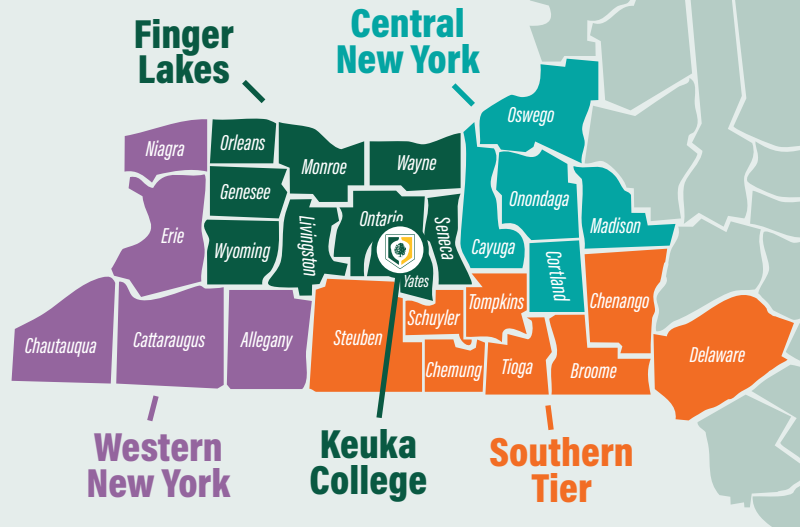 Finger
Lakes
Central
New York
Oswego
Niagra
Orleans
Monroe
Wayne
Genesee
Onondaga
Ontario
Livingston
Seneca
Madison
Erie
Wyoming
Cayuga
Yates
Cortland
Tompkins
Chenango
Schuyler
Chautauqua
Cattaraugus
Allegany
Steuben
Chemung
Tioga
Broome
Delaware
Western
New York
Keuka
College
Southern
Tier